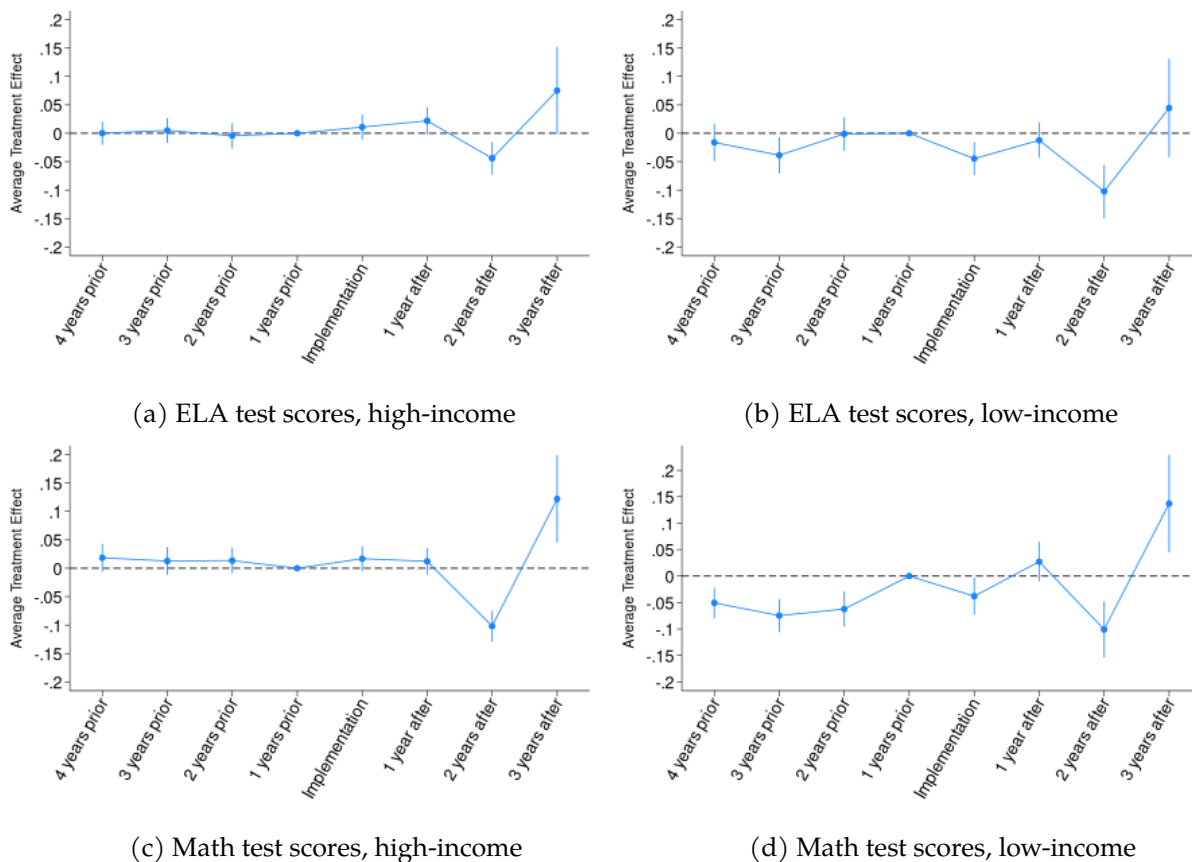 Average Treatment Effect
.2
.15
.1
.05
0
-.05
-.1
-.15
-.2
4 years prior
3 years prior
2 years prior
1 years prior
Implementation
1 year after
2 years after
3 years after
(a) ELA test scores, high-income
Average Treatment Effect
.2
.15
.1
.05
0
-.05
-.1
-.15
-.2
4 years prior
3 years prior
2 years prior
1 years prior
Implementation
1 year after
2 years after
3 years after
(b) ELA test scores, low-income
Average Treatment Effect
.2
.15
.1
.05
0
-.05
-.1
-.15
-.2
4 years prior
3 years prior
2 years prior
1 years prior
Implementation
1 year after
2 years after
3 years after
(c) Math test scores, high-income
Average Treatment Effect
.2
.15
.1
.05
0
-.05
-.1
-.15
-.2
4 years prior
3 years prior
2 years prior
1 years prior
Implementation
1 year after
2 years after
3 years after
(d) Math test scores, low-income